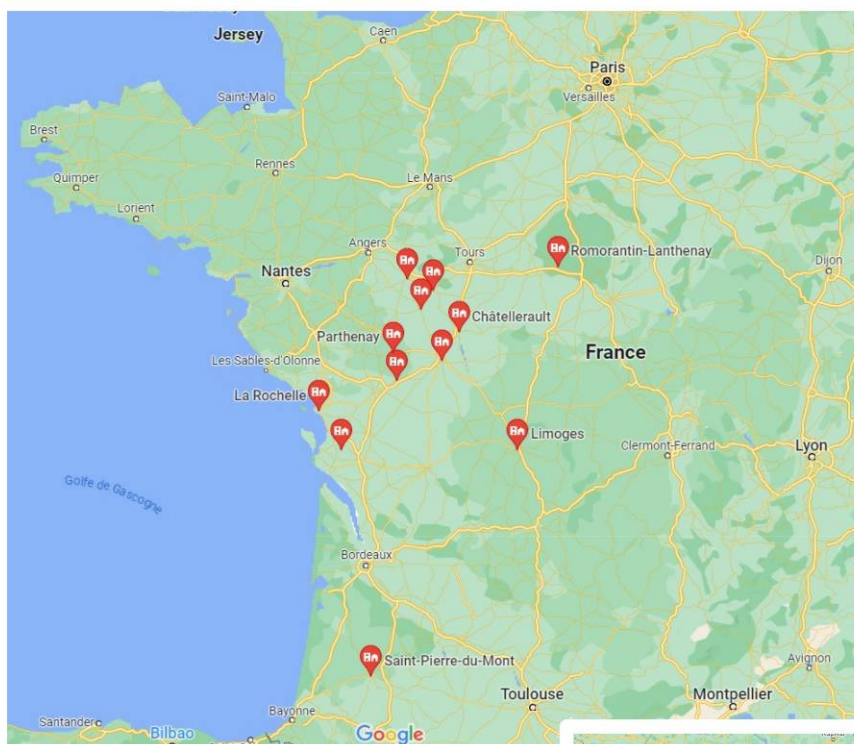 Jersey
Caen
Paris
Versailles
Saint-Malo
Brest
Rennes
Le Mans
Quimper
Lorient
Angers
Tours
Romorantin-Lanthenay
Dijon
Nantes
Châtellerault
Parthenay
France
Les Sables-d'Olonne
La Rochelle
Limoges
Clermont-Ferrand
Lyon
Golfe de Gascogne
Bordeaux
Saint-Pierre-du-Mont
Avignon
Toulouse
Montpellier
Bayonne
Santander
Bilbao
Google